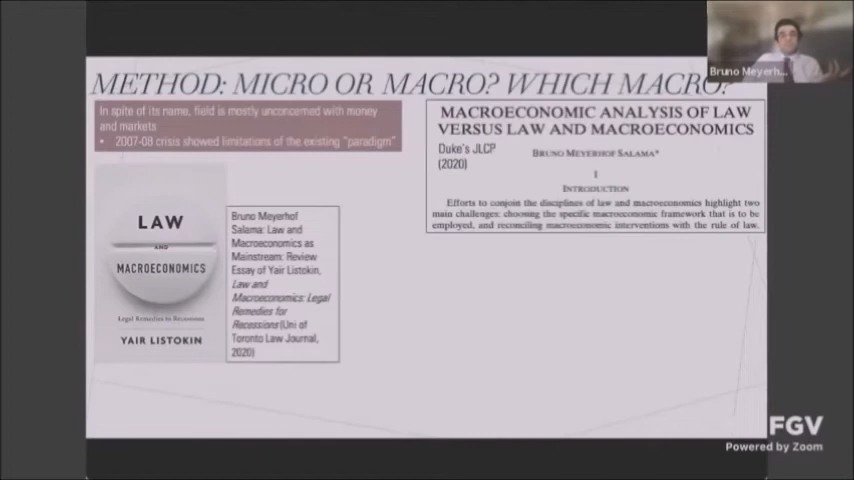 METHOD: MICRO OR MACRO? WHICH MACRO?
Bruno Meyerh...
In spite of its name, field is mostly unconcerned with money
and markets
• 2007-08 crisis showed limitations of the existing "paradigm"
LAW
AND
MACROECONOMICS
Legal Remedies to Recessions
YAIR LISTOKIN
Bruno Meyerhof
Salama: Law and
Macroeconomics as
Mainstream: Review
Essay of Yair Listokin,
Law and
Macroeconomics: Legal
Remedies for
Recessions (Uni of
Toronto Law Journal,
2020)
MACROECONOMIC ANALYSIS OF LAW
VERSUS LAW AND MACROECONOMICS
Duke's JLCP
(2020)
BRUNO MEYERHOF SALAMA*
I
INTRODUCTION
Efforts to conjoin the disciplines of law and macroeconomics highlight two
main challenges: choosing the specific macroeconomic framework that is to be
employed, and reconciling macroeconomic interventions with the rule of law.
FGV
Powered by Zoom